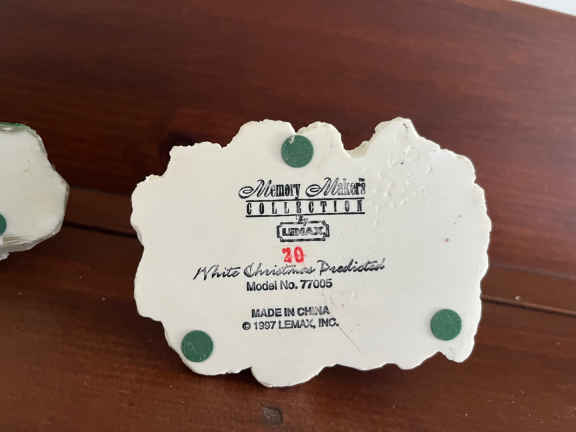 Memory Makers
COLLECTION
By
LEMAX
20
White Christmas Predicted
Model No. 77005
MADE IN CHINA
© 1997 LEMAX, INC.